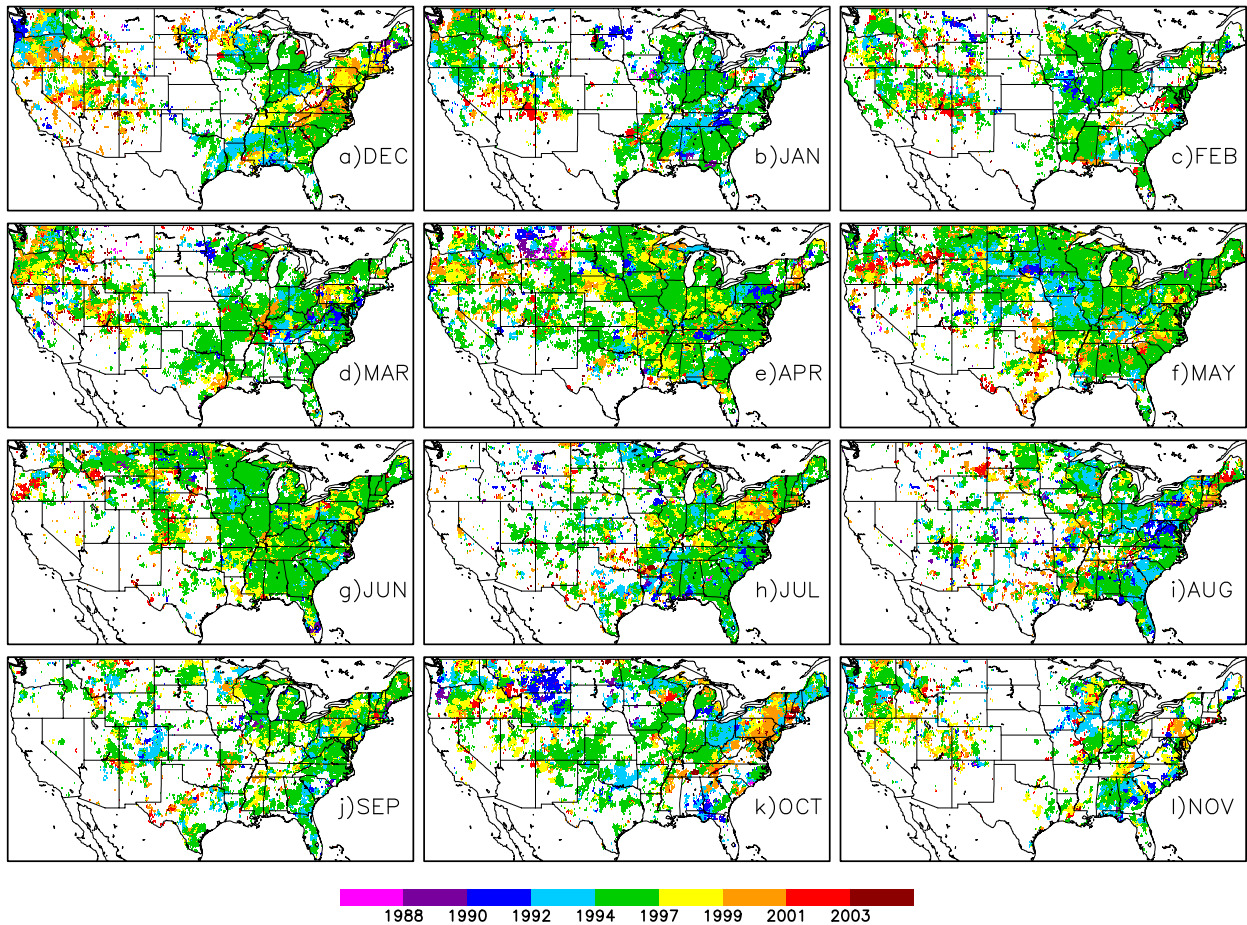 a)DEC
b)JAN
c)FEB
d)MAR
e)APR
f)MAY
g)JUN
h)JUL
i)AUG
j)SEP
k)OCT
l)NOV
1988 1990 1992 1994 1997 1999 2001 2003